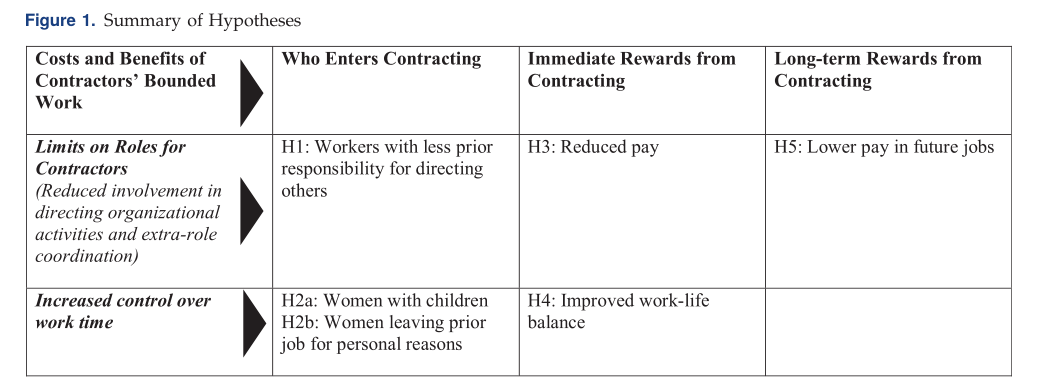 Figure 1. Summary of Hypotheses
Costs and Benefits of
Contractors' Bounded
Work
Who Enters Contracting
Immediate Rewards from
Contracting
Long-term Rewards from
Contracting
Limits on Roles for
Contractors
(Reduced involvement in
directing organizational
activities and extra-role
coordination)
H1: Workers with less prior
responsibility for directing
others
H3: Reduced pay
H5: Lower pay in future jobs
Increased control over
work time
H2a: Women with children
H2b: Women leaving prior
job for personal reasons
H4: Improved work-life
balance